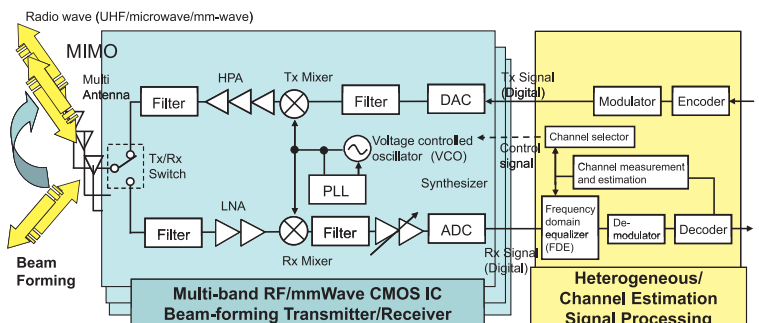 Radio wave (UHF/microwave/mm-wave)
MIMO
Multi
Antenna
HPA
Tx Mixer
Filter
Filter
DAC
Tx Signal
(Digital)
Modulator
Encoder
Tx/Rx
Switch
Voltage controlled
oscillator (VCO)
PLL
Synthesizer
Control
signal
Channel selector
Channel measurement
and estimation
LNA
Filter
Rx Mixer
Filter
ADC
Rx Signal
(Digital)
Frequency
domain
equalizer
(FDE)
De-
modulator
Decoder
Beam
Forming
Multi-band RF/mmWave CMOS IC
Beam-forming Transmitter/Receiver
Heterogeneous/
Channel Estimation
Signal Processing